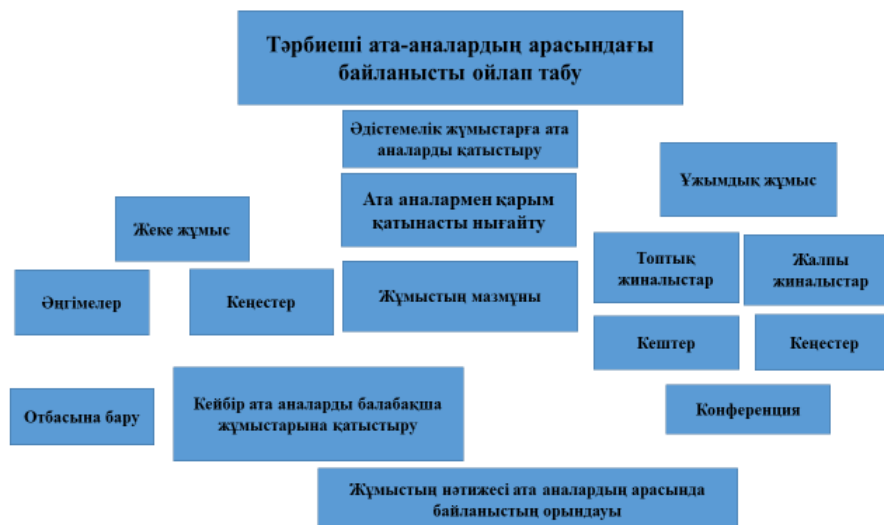 Тәрбиеші ата-аналардың арасындағы
байланысты ойлап табу
Әдістемелік жұмыстарға ата
аналарды қатыстыру
Ұжымдық жұмыс
Ата аналармен қарым
қатынасты нығайту
Жеке жұмыс
Топтық
жиналыстар
Жалпы
жиналыстар
Әңгімелер
Кеңестер
Жұмыстың мазмұны
Кештер
Кеңестер
Отбасына бару
Кейбір ата аналарды балабақша
жұмыстарына қатыстыру
Конференция
Жұмыстың нәтижесі ата аналардың арасында
байланыстың орындауы